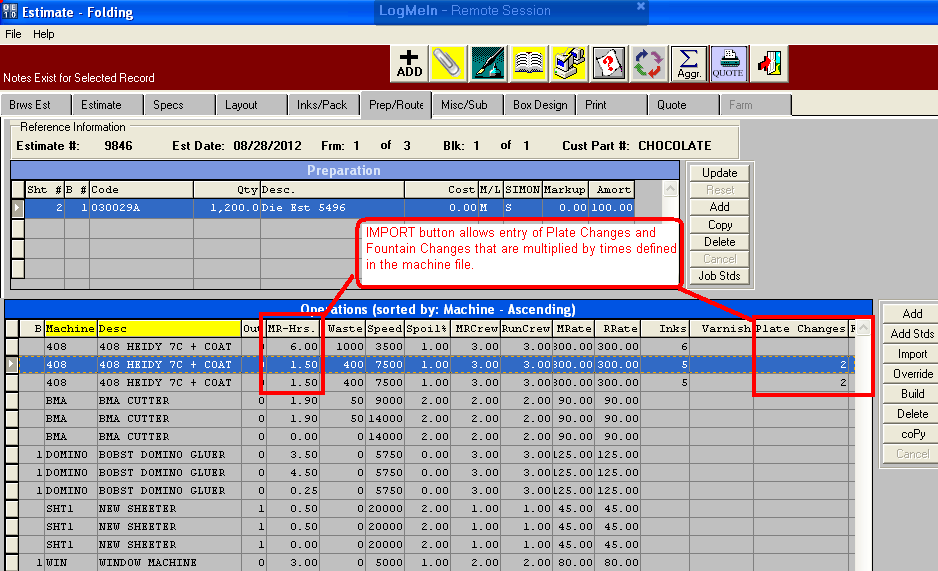 Estimate - Folding
LogMeIn - Remote Session
File Help
Notes Exist for Selected Record
ADD Aggr. QUOTE
Brws Est Estimate Specs Layout Inks/Pack Prep/Route Misc/Sub Box Design Print Quote Farm
Reference Information
Estimate #: 9846 Est Date: 08/28/2012 Frm: 1 of 3 Blk: 1 of 1 Cust Part #: CHOCOLATE
Preparation
Sht # B # Code Qty Desc. Cost M/L SIMON Markup Amort
2 1 030029A 1,200.0 Die Est 5496 0.00 M S 0.00 100.00
Update
Reset
Add
Copy
Delete
Cancel
Job Stds
IMPORT button allows entry of Plate Changes and
Fountain Changes that are multiplied by times defined
in the machine file.
Operations (sorted by: Machine - Ascending)
B Machine Desc Out MR-Hrs. Waste Speed Spoil% MRCrew RunCrew MRate RRate Inks Varnish Plate Changes F
408 408 HEIDY 7C + COAT 0 6.00 1000 3500 1.00 3.00 3.00 300.00 300.00 6
408 408 HEIDY 7C + COAT 0 1.50 400 7500 1.00 3.00 3.00 300.00 300.00 5 2
408 408 HEIDY 7C + COAT 0 1.50 400 7500 1.00 3.00 3.00 300.00 300.00 5 2
BMA BMA CUTTER 0 1.90 50 9000 2.00 2.00 2.00 90.00 90.00
BMA BMA CUTTER 0 1.90 50 14000 2.00 2.00 2.00 90.00 90.00
BMA BMA CUTTER 0 0.00 0 14000 2.00 2.00 2.00 90.00 90.00
1 DOMINO BOBST DOMINO GLUER 0 3.50 0 5750 0.00 3.00 3.00 125.00 125.00
DOMINO BOBST DOMINO GLUER 0 4.50 0 5750 0.00 3.00 3.00 125.00 125.00
1 DOMINO BOBST DOMINO GLUER 0 0.25 0 5750 0.00 3.00 3.00 125.00 125.00
SHT1 NEW SHEETER 1 0.50 0 20000 2.00 1.00 1.00 45.00 45.00
SHT1 NEW SHEETER 1 0.50 0 20000 2.00 1.00 1.00 45.00 45.00
SHT1 NEW SHEETER 1 0.00 0 20000 2.00 1.00 1.00 45.00 45.00
1 WIN WINDOW MACHINE 0 3.00 0 5000 1.00 2.00 2.00 80.00 80.00
Add
Add Stds
Import
Override
Build
Delete
coPy
Cancel